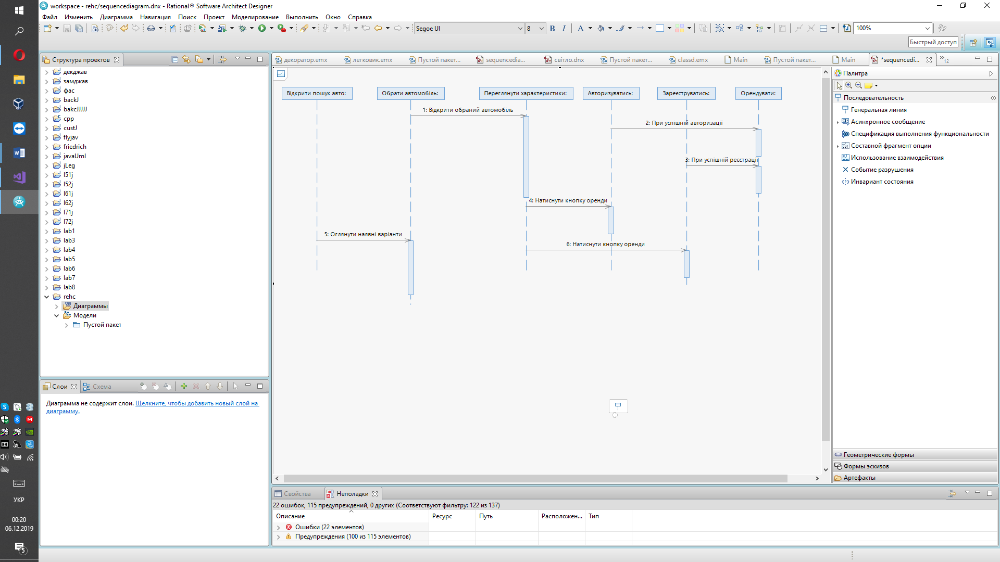 workspace - rehc/sequencediagram.dnx - Rational® Software Architect Designer
Файл Изменить Диаграмма Навигация Поиск Проект Моделирование Выполнить Окно Справка
Segoe UI 8 B I A 100%
Быстрый доступ
Структура проектов
декджав
замджав
фас
backJ
bakcJJJJJ
cpp
custJ
flyjav
friedrich
javaUml
jLeg
l51j
l52j
l61j
l62j
l71j
l72j
lab1
lab3
lab4
lab5
lab6
lab7
lab8
rehc
Диаграммы
Модели
Пустой пакет
Слои Схема
Диаграмма не содержит слои. Щелкните, чтобы добавить новый слой на
диаграмму.
декоратор.emx легковик.emx Пустой пакет... sequencedia... світло.dnx Пустой пакет... classd.emx Main Пустой пакет... Main *sequencedi... 12
Відкрити пошук авто: Обрати автомобіль: Переглянути характеристики: Авторизуватись: Зареєструватись: Орендувати:
1: Відкрити обраний автомобіль
2: При успішній авторизації
3: При успішній реєстрації
4: Натиснути кнопку оренди
5: Оглянути наявні варіанти
6: Натиснути кнопку оренди
Палитра
Последовательность
Генеральная линия
Асинхронное сообщение
Спецификация выполнения функциональности
Составной фрагмент опции
Использование взаимодействия
Событие разрушения
Инвариант состояния
Геометрические формы
Формы эскизов
Артефакты
Свойства Неполадки
22 ошибок, 115 предупреждений, 0 других (Соответствуют фильтру: 122 из 137)
Описание Ресурс Путь Расположен... Тип
Ошибки (22 элементов)
Предупреждения (100 из 115 элементов)
УКР
00:20
06.12.2019
5